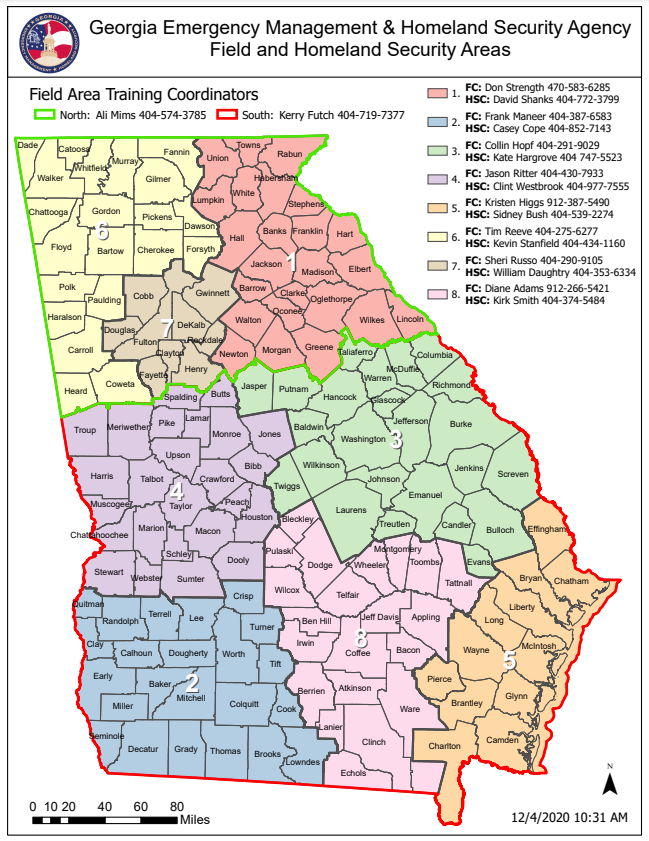 Georgia Emergency Management & Homeland Security Agency
Field and Homeland Security Areas
Field Area Training Coordinators
North: Ali Mims 404-574-3785 South: Kerry Futch 404-719-7377
1. FC: Don Strength 470-583-6285
HSC: David Shanks 404-772-3799
2. FC: Frank Maneer 404-387-6583
HSC: Casey Cope 404-852-7143
3. FC: Collin Hopf 404-291-9029
HSC: Kate Hargrove 404 747-5523
4. FC: Jason Ritter 404-430-7933
HSC: Clint Westbrook 404-977-7555
5. FC: Kristen Higgs 912-387-5490
HSC: Sidney Bush 404-539-2274
6. FC: Tim Reeve 404-275-6277
HSC: Kevin Stanfield 404-434-1160
7. FC: Sheri Russo 404-290-9105
HSC: William Daughtry 404-353-6334
8. FC: Diane Adams 912-266-5421
HSC: Kirk Smith 404-374-5484
Dade
Catoosa
Whitfield
Murray
Fannin
Walker
Gilmer
Chattooga
Gordon
Pickens
Dawson
6
Floyd
Bartow
Cherokee
Forsyth
Polk
Paulding
Haralson
Carroll
Heard
Coweta
Union
Towns
Rabun
Habersham
Lumpkin
White
Stephens
Hall
Banks
Franklin
Hart
1
Jackson
Madison
Elbert
Barrow
Clarke
Oglethorpe
Oconee
Walton
Wilkes
Lincoln
Newton
Morgan
Greene
Cobb
Gwinnett
7
DeKalb
Douglas
Fulton
Rockdale
Clayton
Fayette
Henry
Taliaferro
Columbia
McDuffie
Warren
Richmond
Jasper
Putnam
Hancock
Glascock
Baldwin
Jefferson
Burke
Washington
3
Wilkinson
Jenkins
Screven
Twiggs
Johnson
Emanuel
Laurens
Treutlen
Candler
Bulloch
Evans
Spalding
Butts
Troup
Meriwether
Pike
Lamar
Monroe
Jones
Upson
Bibb
Harris
Talbot
Crawford
4
Muscogee
Taylor
Peach
Houston
Chattahoochee
Marion
Macon
Schley
Dooly
Stewart
Webster
Sumter
Bleckley
Pulaski
Dodge
Montgomery
Wheeler
Toombs
Tattnall
Wilcox
Telfair
Ben Hill
Jeff Davis
Appling
8
Irwin
Coffee
Bacon
Berrien
Atkinson
Ware
Lanier
Clinch
Echols
Effingham
Bryan
Chatham
Liberty
Long
McIntosh
Wayne
5
Pierce
Glynn
Brantley
Charlton
Camden
Quitman
Crisp
Randolph
Terrell
Lee
Turner
Clay
Calhoun
Dougherty
Worth
Tift
Early
Baker
2
Mitchell
Miller
Colquitt
Cook
Seminole
Decatur
Grady
Thomas
Brooks
Lowndes
0 10 20 40 60 80
Miles
N
12/4/2020 10:31 AM